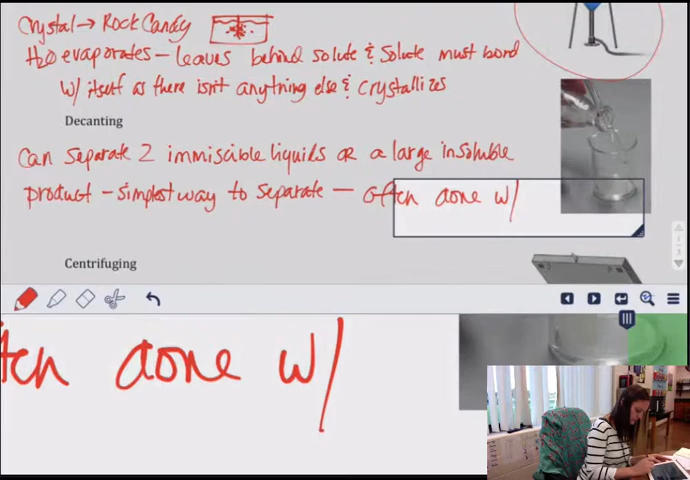 Crystal → Rock Candy
H2O evaporates - leaves behind solute & Solute must bond
w/ itself as there isn't anything else & crystallizes
Decanting
Can separate 2 immiscible liquids or a large insoluble
product - simplest way to separate - often done w/
Centrifuging
ften done w/